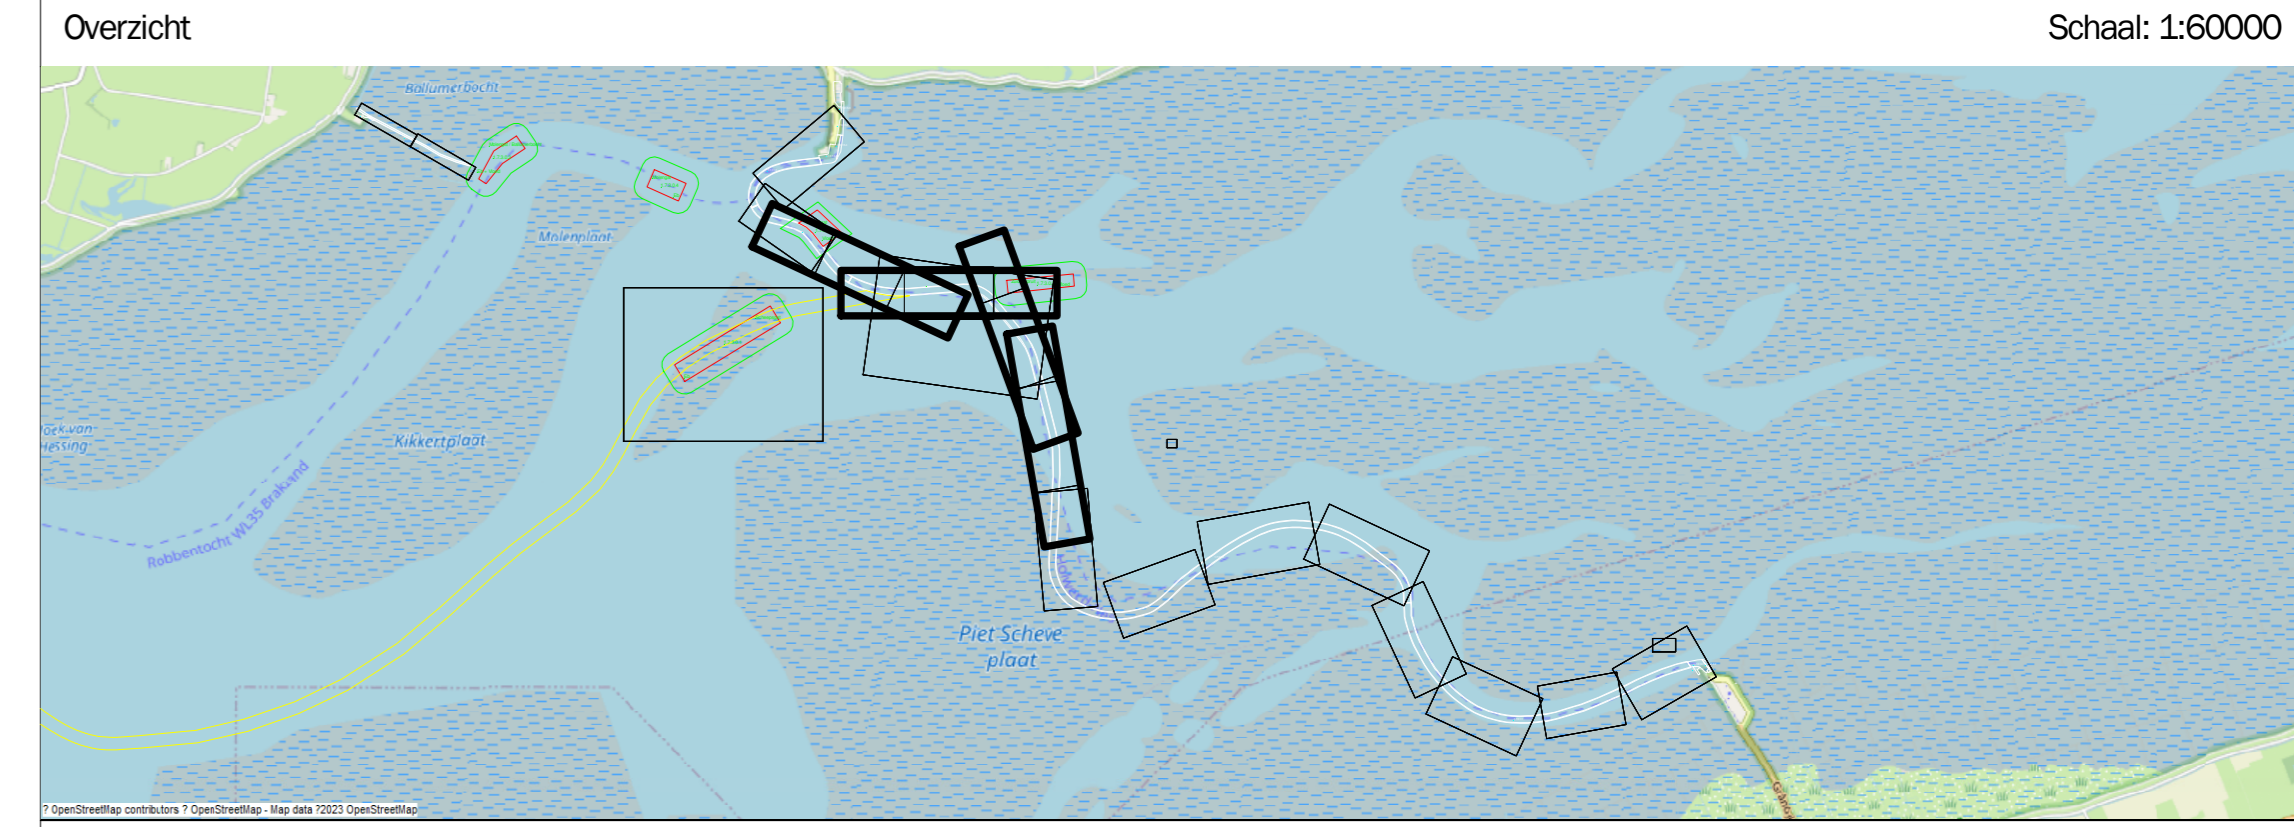 Overzicht
Schaal: 1:60000
Ballumerbocht
Molenplaat
Kikkertplaat
Robbentocht WL35 Brakzand
Piet Scheve
plaat
? OpenStreetMap contributors ? OpenStreetMap - Map data ?2023 OpenStreetMap